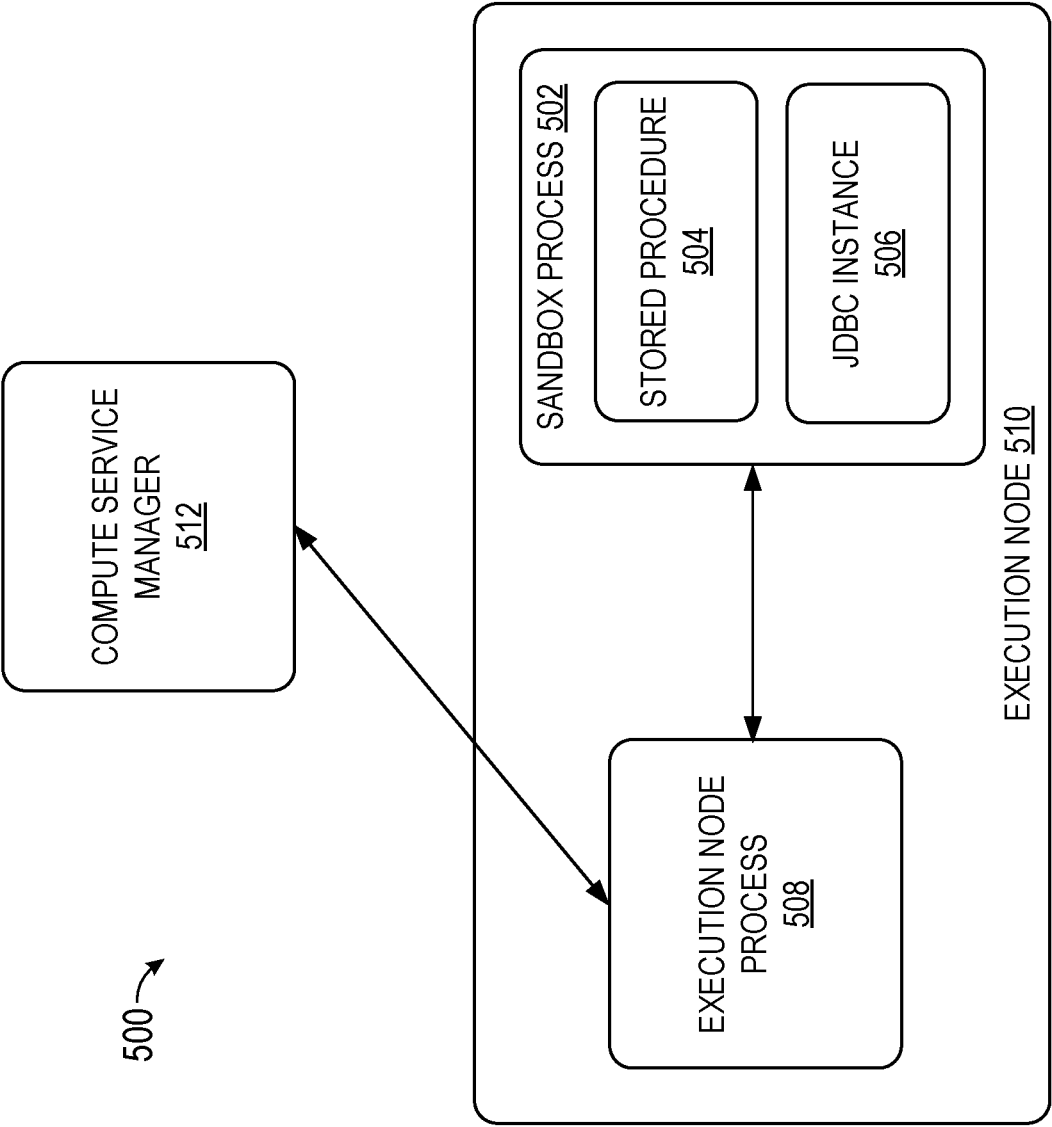 500
COMPUTE SERVICE
MANAGER
512
EXECUTION NODE
PROCESS
508
SANDBOX PROCESS 502
STORED PROCEDURE
504
JDBC INSTANCE
506
EXECUTION NODE 510